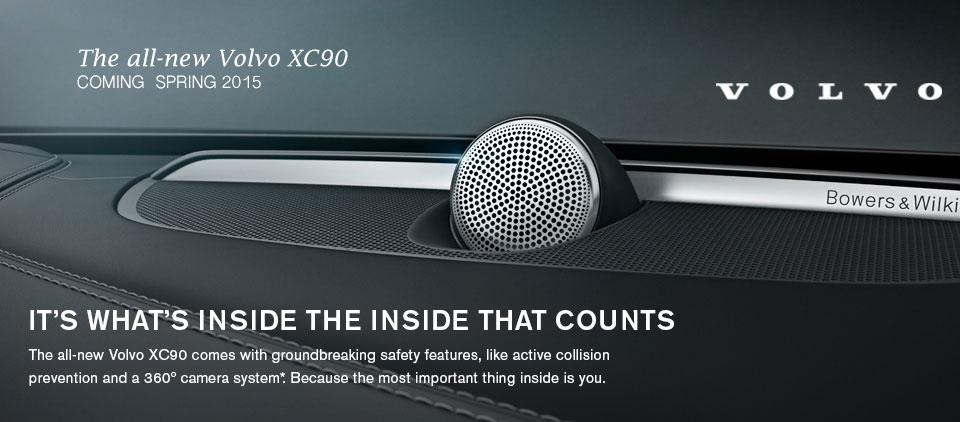 The all-new Volvo XC90
COMING SPRING 2015
VOLVO
Bowers & Wilki
IT'S WHAT'S INSIDE THE INSIDE THAT COUNTS
The all-new Volvo XC90 comes with groundbreaking safety features, like active collision
prevention and a 360° camera system*. Because the most important thing inside is you.